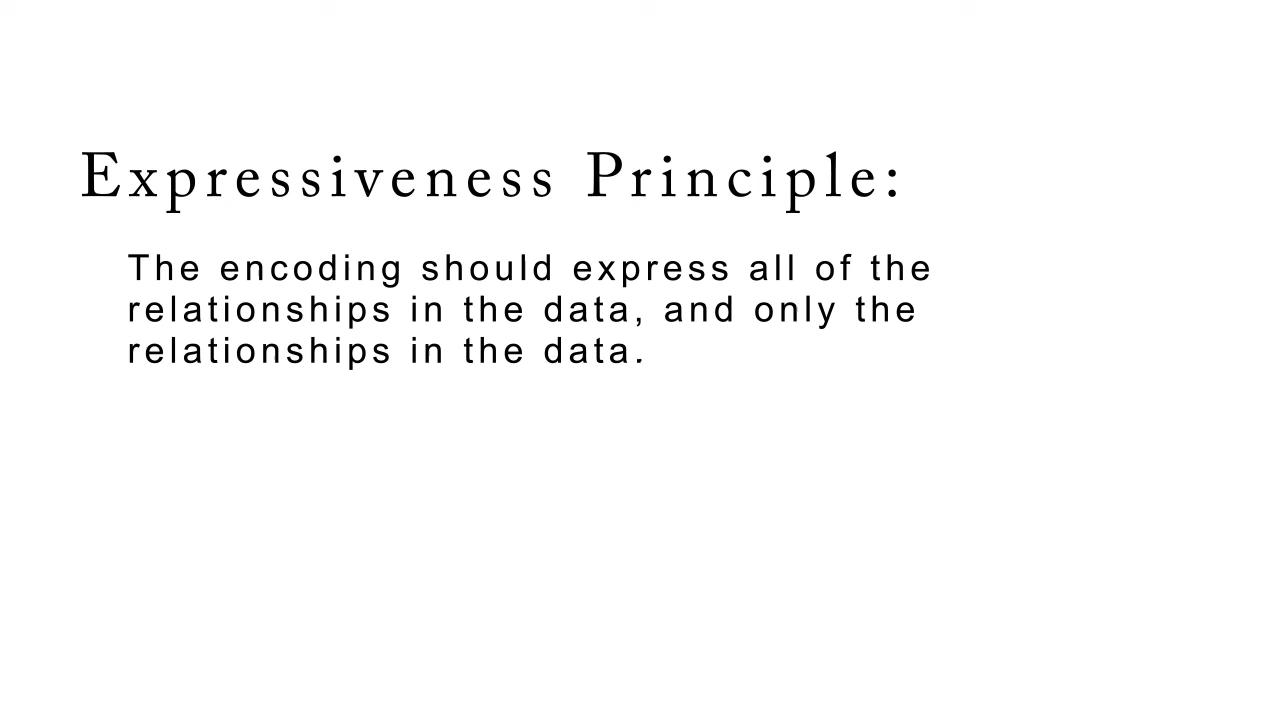 Expressiveness Principle:
The encoding should express all of the
relationships in the data, and only the
relationships in the data.